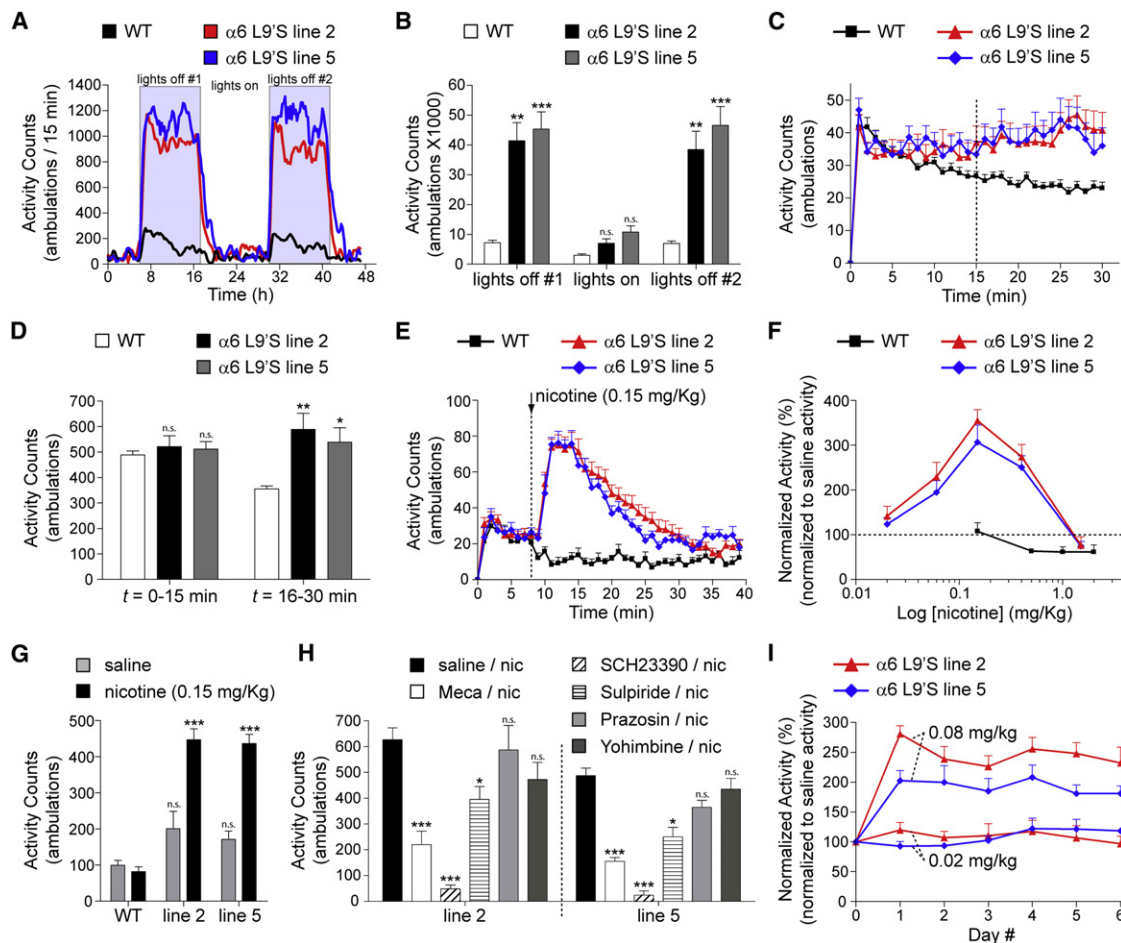 A
WT
α6 L9'S line 2
α6 L9'S line 5
lights off #1
lights on
lights off #2
Activity Counts
(ambulations / 15 min)
1400
1200
1000
800
600
400
200
0
0 8 16 24 32 40 48
Time (h)
B
WT
α6 L9'S line 2
α6 L9'S line 5
Activity Counts
(ambulations X1000)
60
50
40
30
20
10
0
** *** n.s. n.s. ** ***
lights off #1 lights on lights off #2
C
WT
α6 L9'S line 2
α6 L9'S line 5
Activity Counts
(ambulations)
50
40
30
20
10
0
0 5 10 15 20 25 30
Time (min)
D
WT
α6 L9'S line 2
α6 L9'S line 5
Activity Counts
(ambulations)
700
600
500
400
300
200
100
0
n.s. n.s. ** *
t = 0-15 min t = 16-30 min
E
WT
α6 L9'S line 2
α6 L9'S line 5
nicotine (0.15 mg/Kg)
Activity Counts
(ambulations)
100
80
60
40
20
0
0 5 10 15 20 25 30 35 40
Time (min)
F
WT
α6 L9'S line 2
α6 L9'S line 5
Normalized Activity (%)
(normalized to saline activity)
400
300
200
100
0
0.01 0.1 1.0
Log [nicotine] (mg/Kg)
G
saline
nicotine (0.15 mg/Kg)
Activity Counts
(ambulations)
500
400
300
200
100
0
n.s. *** n.s. ***
WT line 2 line 5
H
saline / nic
Meca / nic
SCH23390 / nic
Sulpiride / nic
Prazosin / nic
Yohimbine / nic
Activity Counts
(ambulations)
700
600
500
400
300
200
100
0
*** *** * n.s. n.s.
*** *** * n.s. n.s.
line 2 line 5
I
α6 L9'S line 2
α6 L9'S line 5
Normalized Activity (%)
(normalized to saline activity)
300
250
200
150
100
50
0
0.08 mg/kg
0.02 mg/kg
0 1 2 3 4 5 6
Day #